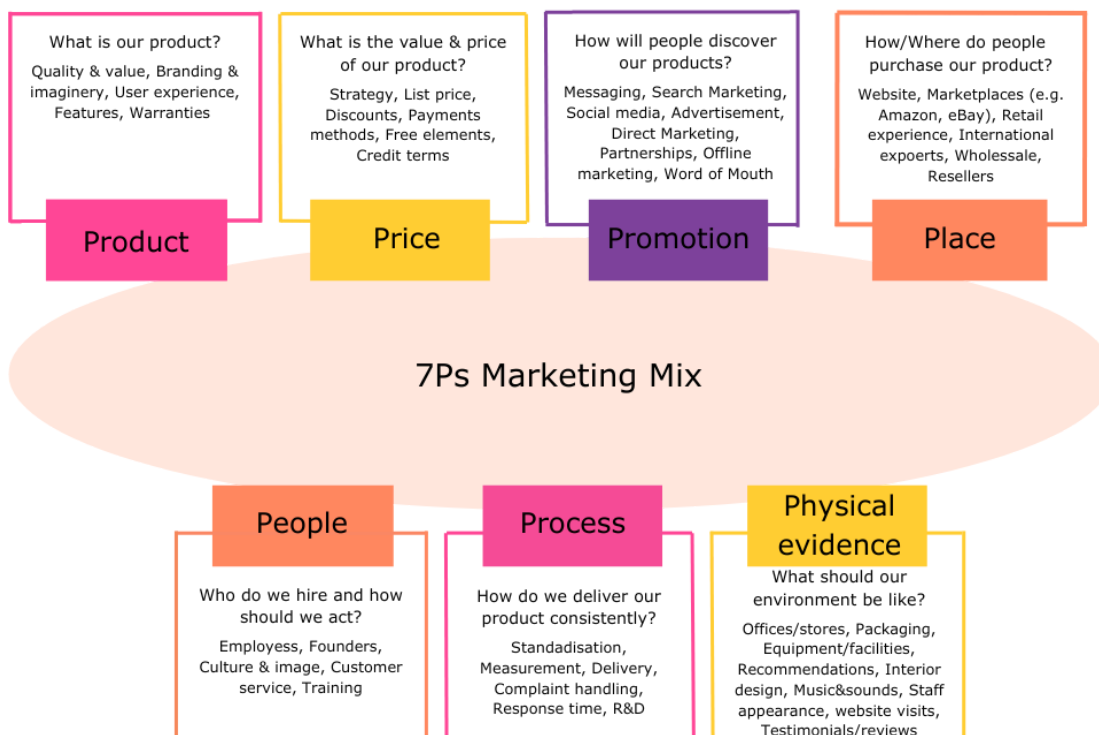 What is our product?
Quality & value, Branding &
imaginery, User experience,
Features, Warranties
Product
What is the value & price
of our product?
Strategy, List price,
Discounts, Payments
methods, Free elements,
Credit terms
Price
How will people discover
our products?
Messaging, Search Marketing,
Social media, Advertisement,
Direct Marketing,
Partnerships, Offline
marketing, Word of Mouth
Promotion
How/Where do people
purchase our product?
Website, Marketplaces (e.g.
Amazon, eBay), Retail
experience, International
expoerts, Wholessale,
Resellers
Place
7Ps Marketing Mix
People
Who do we hire and how
should we act?
Employess, Founders,
Culture & image, Customer
service, Training
Process
How do we deliver our
product consistently?
Standadisation,
Measurement, Delivery,
Complaint handling,
Response time, R&D
Physical
evidence
What should our
environment be like?
Offices/stores, Packaging,
Equipment/facilities,
Recommendations, Interior
design, Music&sounds, Staff
appearance, website visits,
Testimonials/reviews